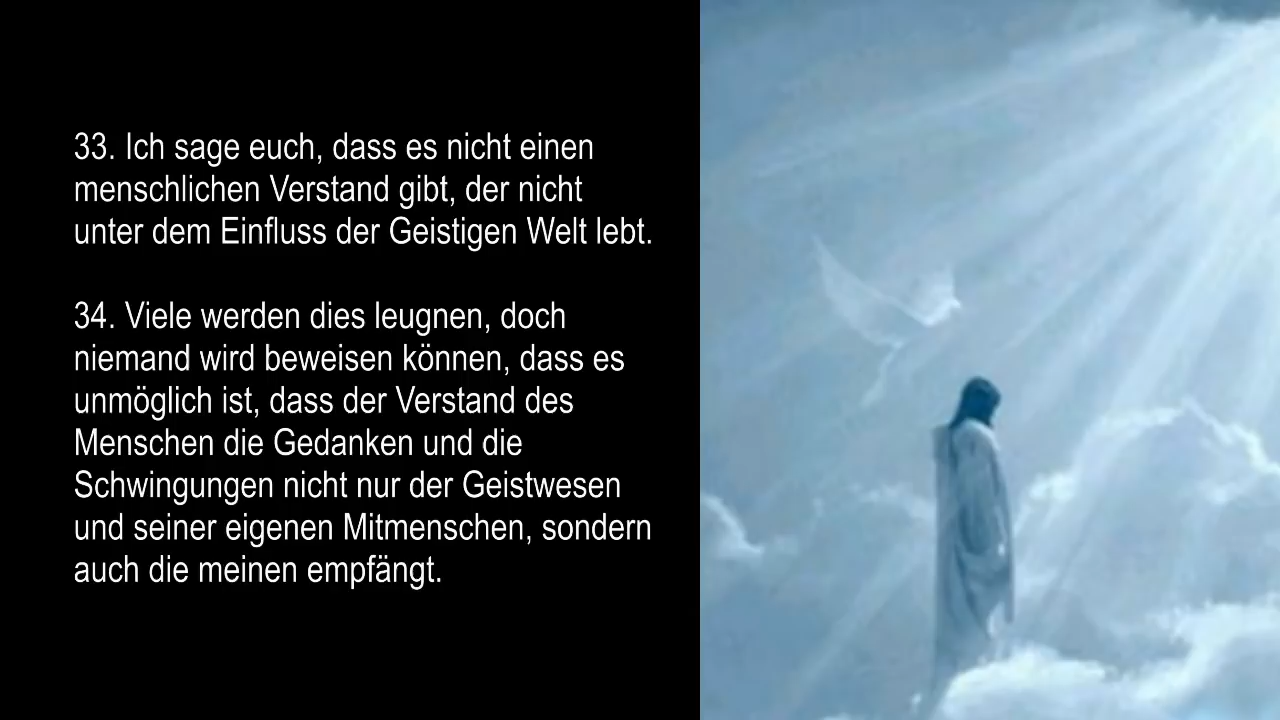 33. Ich sage euch, dass es nicht einen
menschlichen Verstand gibt, der nicht
unter dem Einfluss der Geistigen Welt lebt.
34. Viele werden dies leugnen, doch
niemand wird beweisen können, dass es
unmöglich ist, dass der Verstand des
Menschen die Gedanken und die
Schwingungen nicht nur der Geistwesen
und seiner eigenen Mitmenschen, sondern
auch die meinen empfängt.